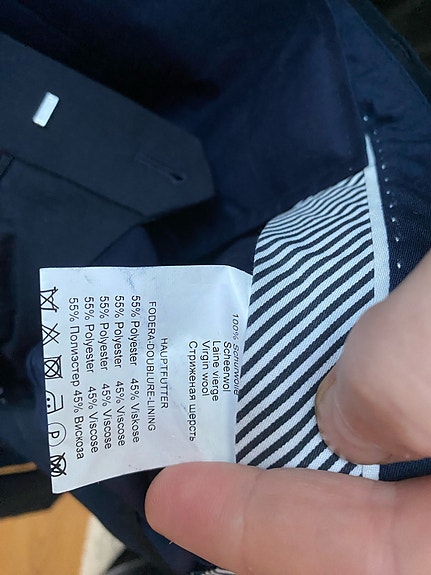 100% Schurwolle
Scheerwol
Laine vierge
Virgin wool
Стриженая шерсть
HAUPTFUTTER
FODERA-DOUBLURE-LINING
55% Polyester 45% Viskose
55% Polyester 45% Viscose
55% Polyester 45% Viscose
55% Polyester 45% Viscose
55% Полиэстер 45% Вискоза
P